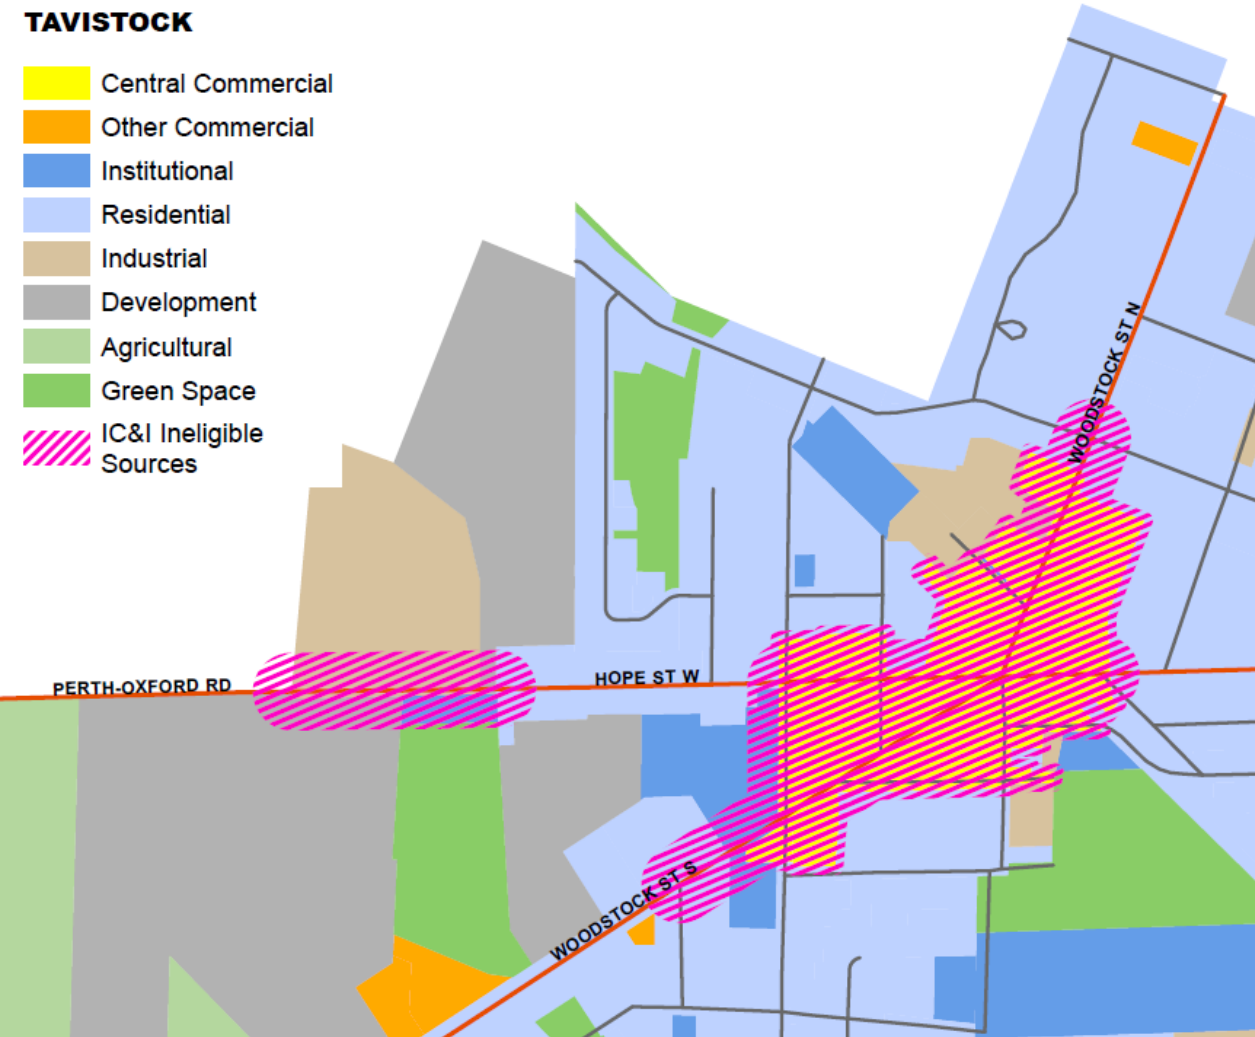 TAVISTOCK
Central Commercial
Other Commercial
Institutional
Residential
Industrial
Development
Agricultural
Green Space
IC&I Ineligible
Sources
WOODSTOCK ST N
PERTH-OXFORD RD
HOPE ST W
WOODSTOCK ST S